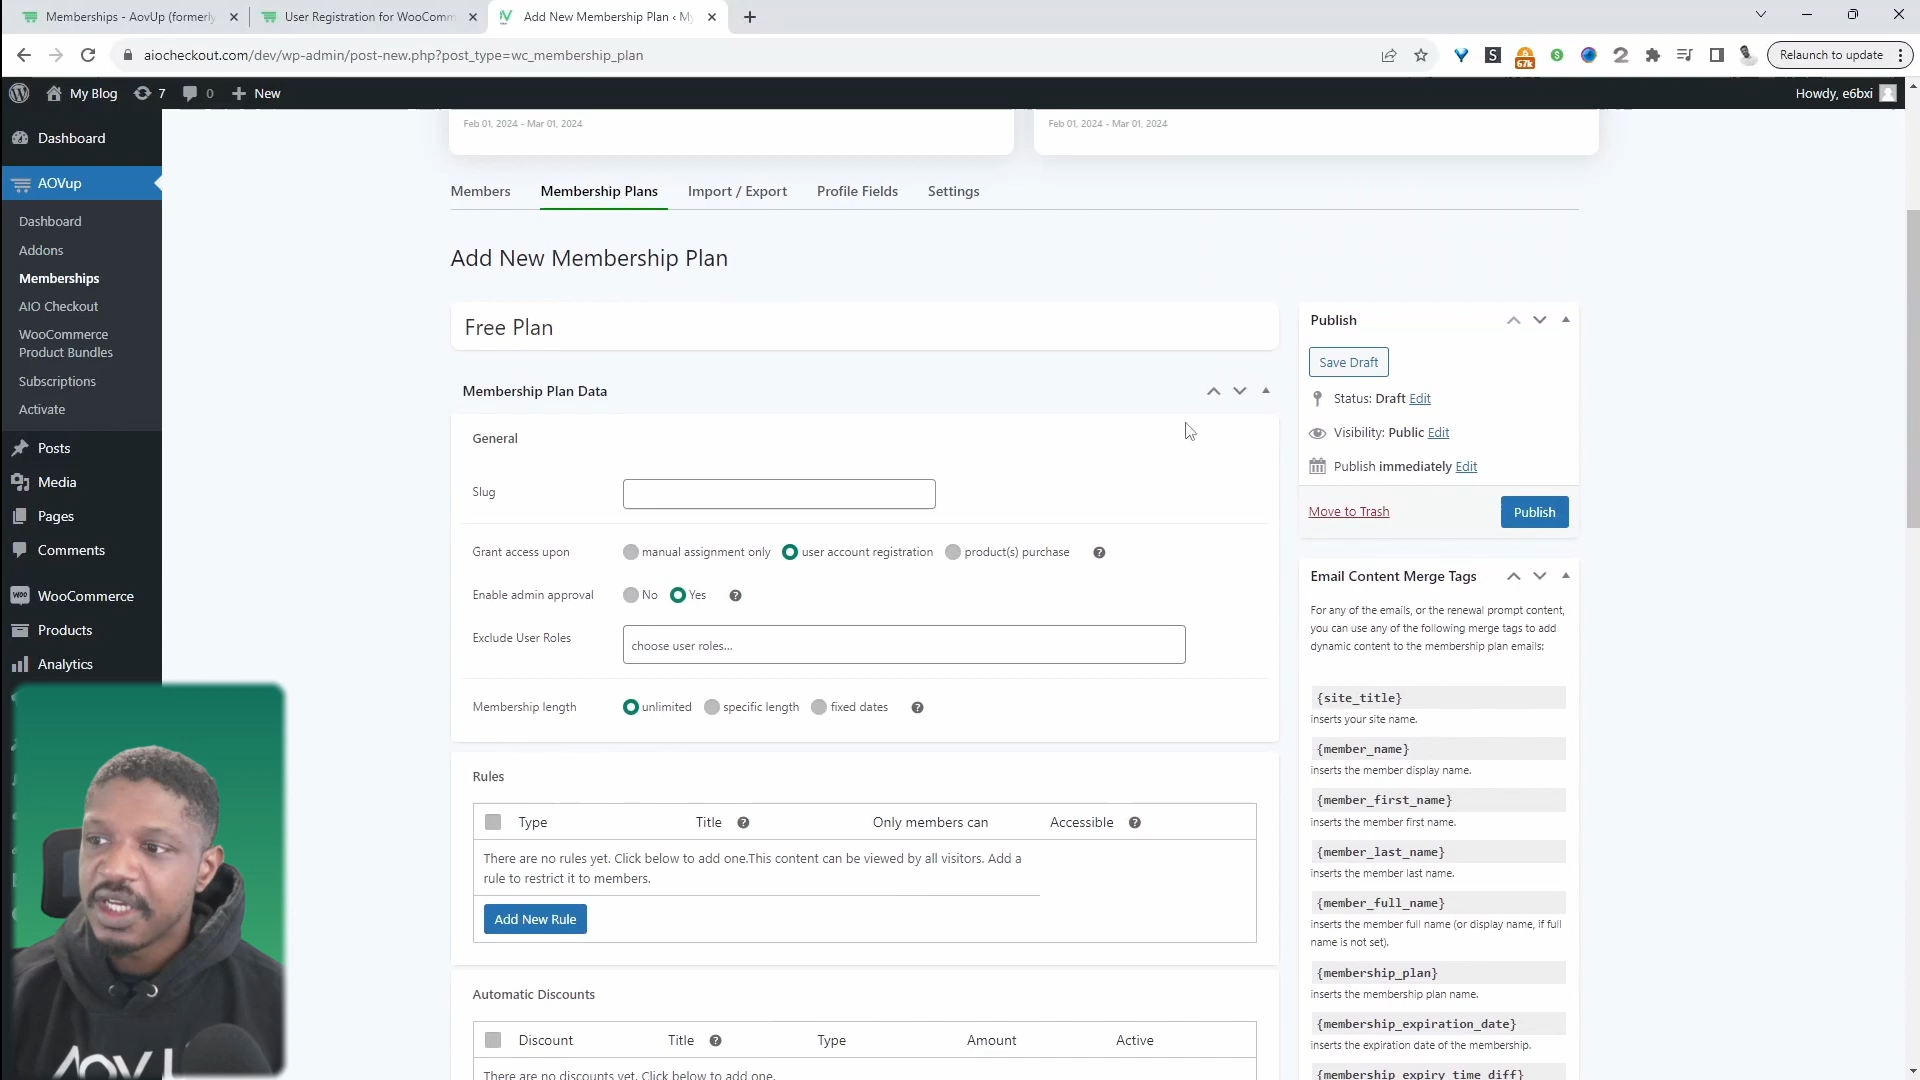 Memberships - AovUp (formerly
User Registration for WooComm
Add New Membership Plan ‹ My
aiocheckout.com/dev/wp-admin/post-new.php?post_type=wc_membership_plan
67k
Relaunch to update
My Blog
7
0
New
Howdy, e6bxi
Dashboard
AOVup
Dashboard
Addons
Memberships
AIO Checkout
WooCommerce
Product Bundles
Subscriptions
Activate
Posts
Media
Pages
Comments
WooCommerce
Products
Analytics
Feb 01, 2024 - Mar 01, 2024
Feb 01, 2024 - Mar 01, 2024
Members
Membership Plans
Import / Export
Profile Fields
Settings
Add New Membership Plan
Free Plan
Membership Plan Data
General
Slug
Grant access upon
manual assignment only
user account registration
product(s) purchase
Enable admin approval
No
Yes
Exclude User Roles
choose user roles...
Membership length
unlimited
specific length
fixed dates
Rules
Type
Title
Only members can
Accessible
There are no rules yet. Click below to add one.This content can be viewed by all visitors. Add a
rule to restrict it to members.
Add New Rule
Automatic Discounts
Discount
Title
Type
Amount
Active
There are no discounts yet. Click below to add one.
Publish
Save Draft
Status: Draft Edit
Visibility: Public Edit
Publish immediately Edit
Move to Trash
Publish
Email Content Merge Tags
For any of the emails, or the renewal prompt content,
you can use any of the following merge tags to add
dynamic content to the membership plan emails:
{site_title}
inserts your site name.
{member_name}
inserts the member display name.
{member_first_name}
inserts the member first name.
{member_last_name}
inserts the member last name.
{member_full_name}
inserts the member full name (or display name, if full
name is not set).
{membership_plan}
inserts the membership plan name.
{membership_expiration_date}
inserts the expiration date of the membership.
{membership_expiry_time_diff}